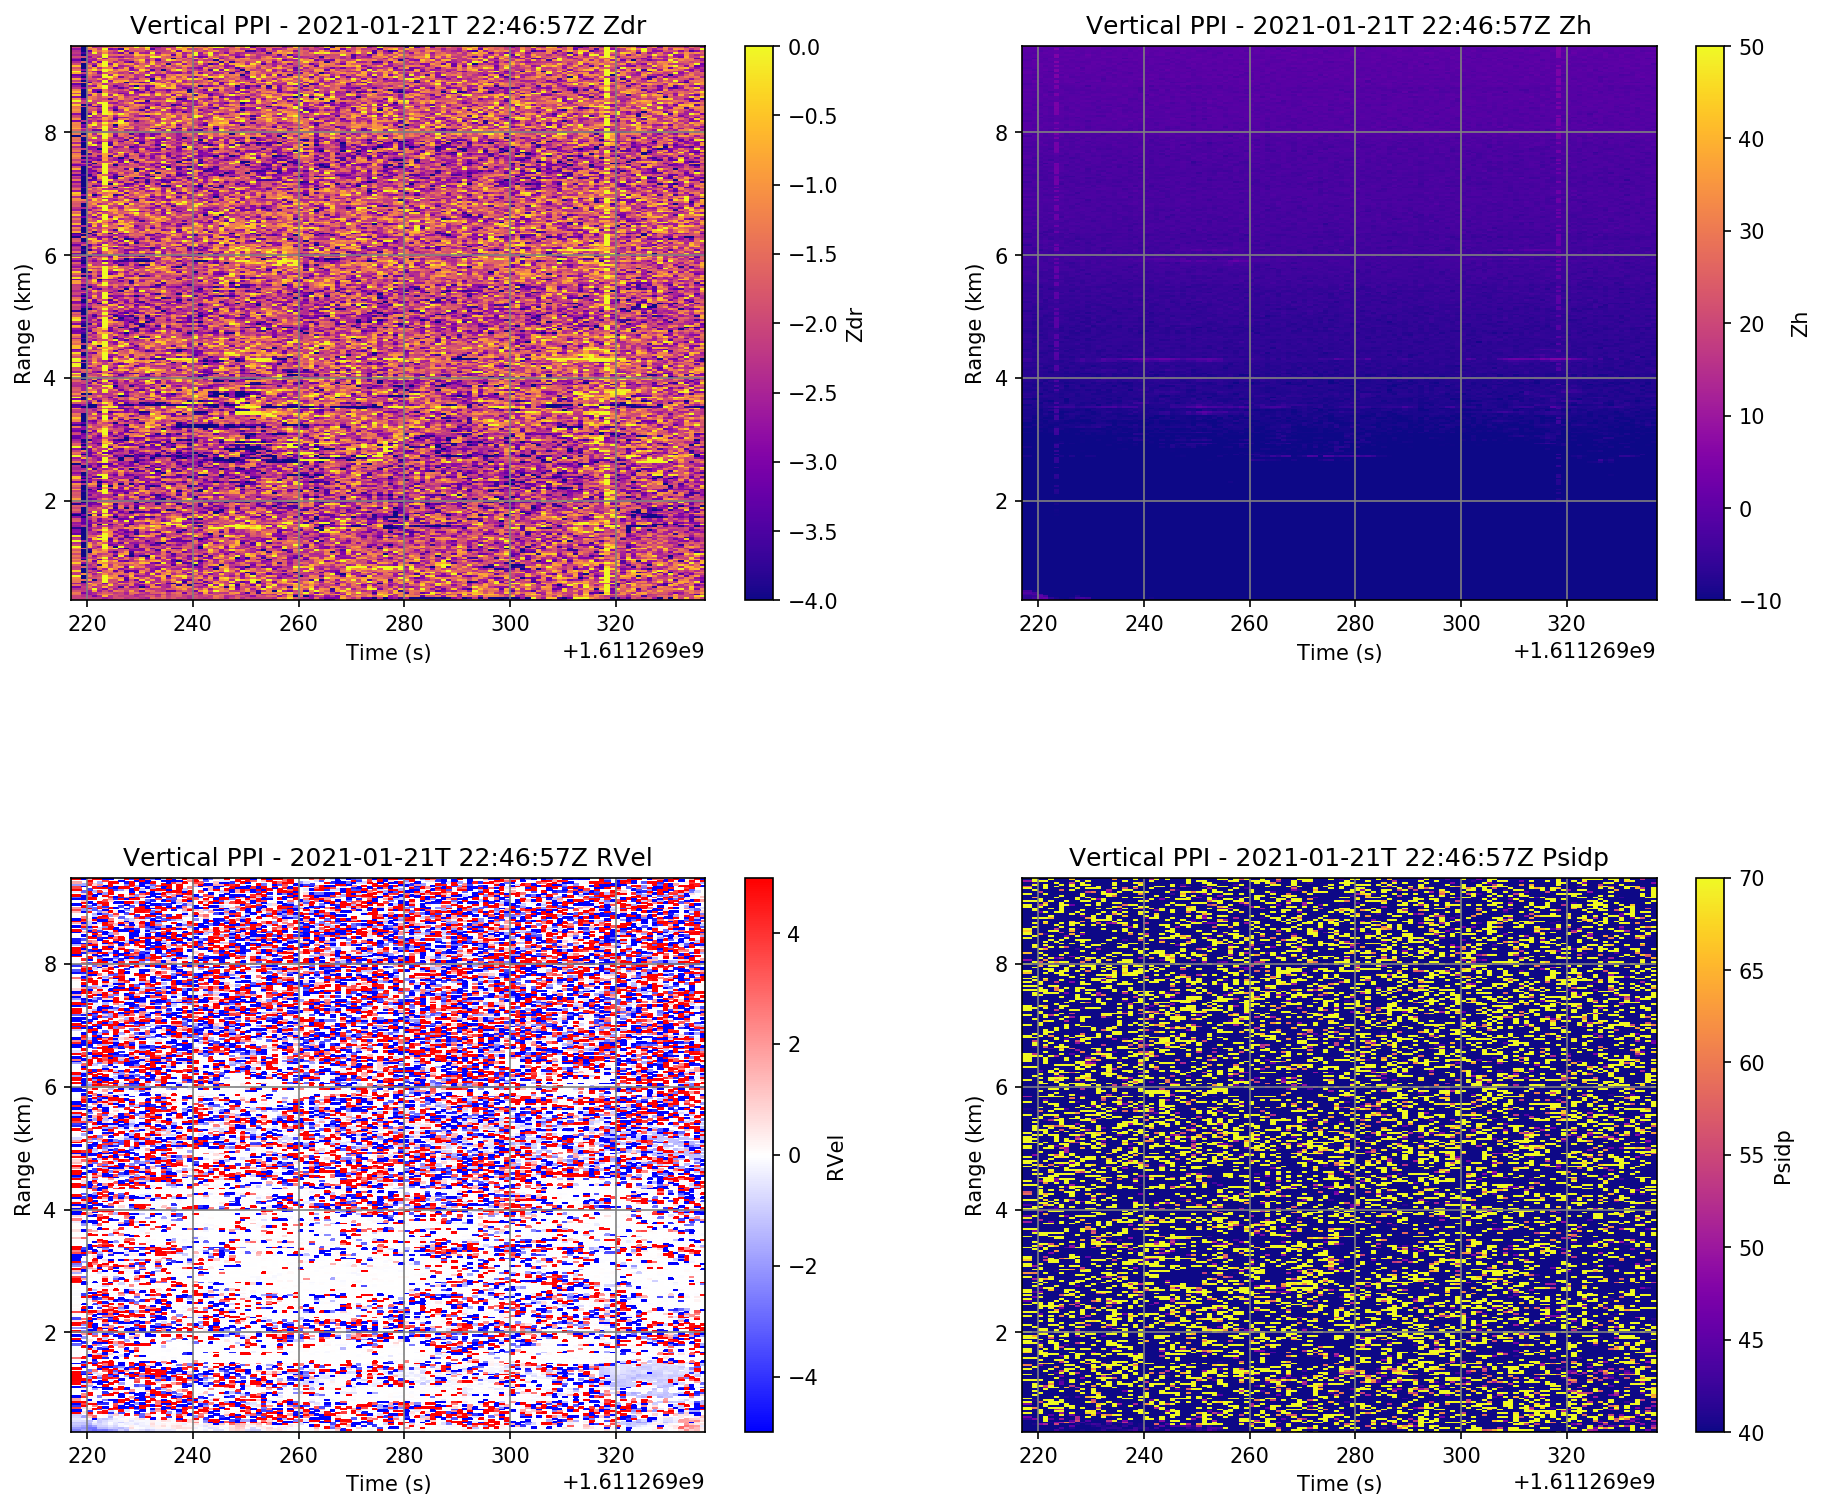 Vertical PPI - 2021-01-21T 22:46:57Z Zdr
8
6
4
2
Range (km)
220 240 260 280 300 320
Time (s)
+1.611269e9
0.0
−0.5
−1.0
−1.5
−2.0
−2.5
−3.0
−3.5
−4.0
Zdr
Vertical PPI - 2021-01-21T 22:46:57Z Zh
8
6
4
2
Range (km)
220 240 260 280 300 320
Time (s)
+1.611269e9
50
40
30
20
10
0
−10
Zh
Vertical PPI - 2021-01-21T 22:46:57Z RVel
8
6
4
2
Range (km)
220 240 260 280 300 320
Time (s)
+1.611269e9
4
2
0
−2
−4
RVel
Vertical PPI - 2021-01-21T 22:46:57Z Psidp
8
6
4
2
Range (km)
220 240 260 280 300 320
Time (s)
+1.611269e9
70
65
60
55
50
45
40
Psidp